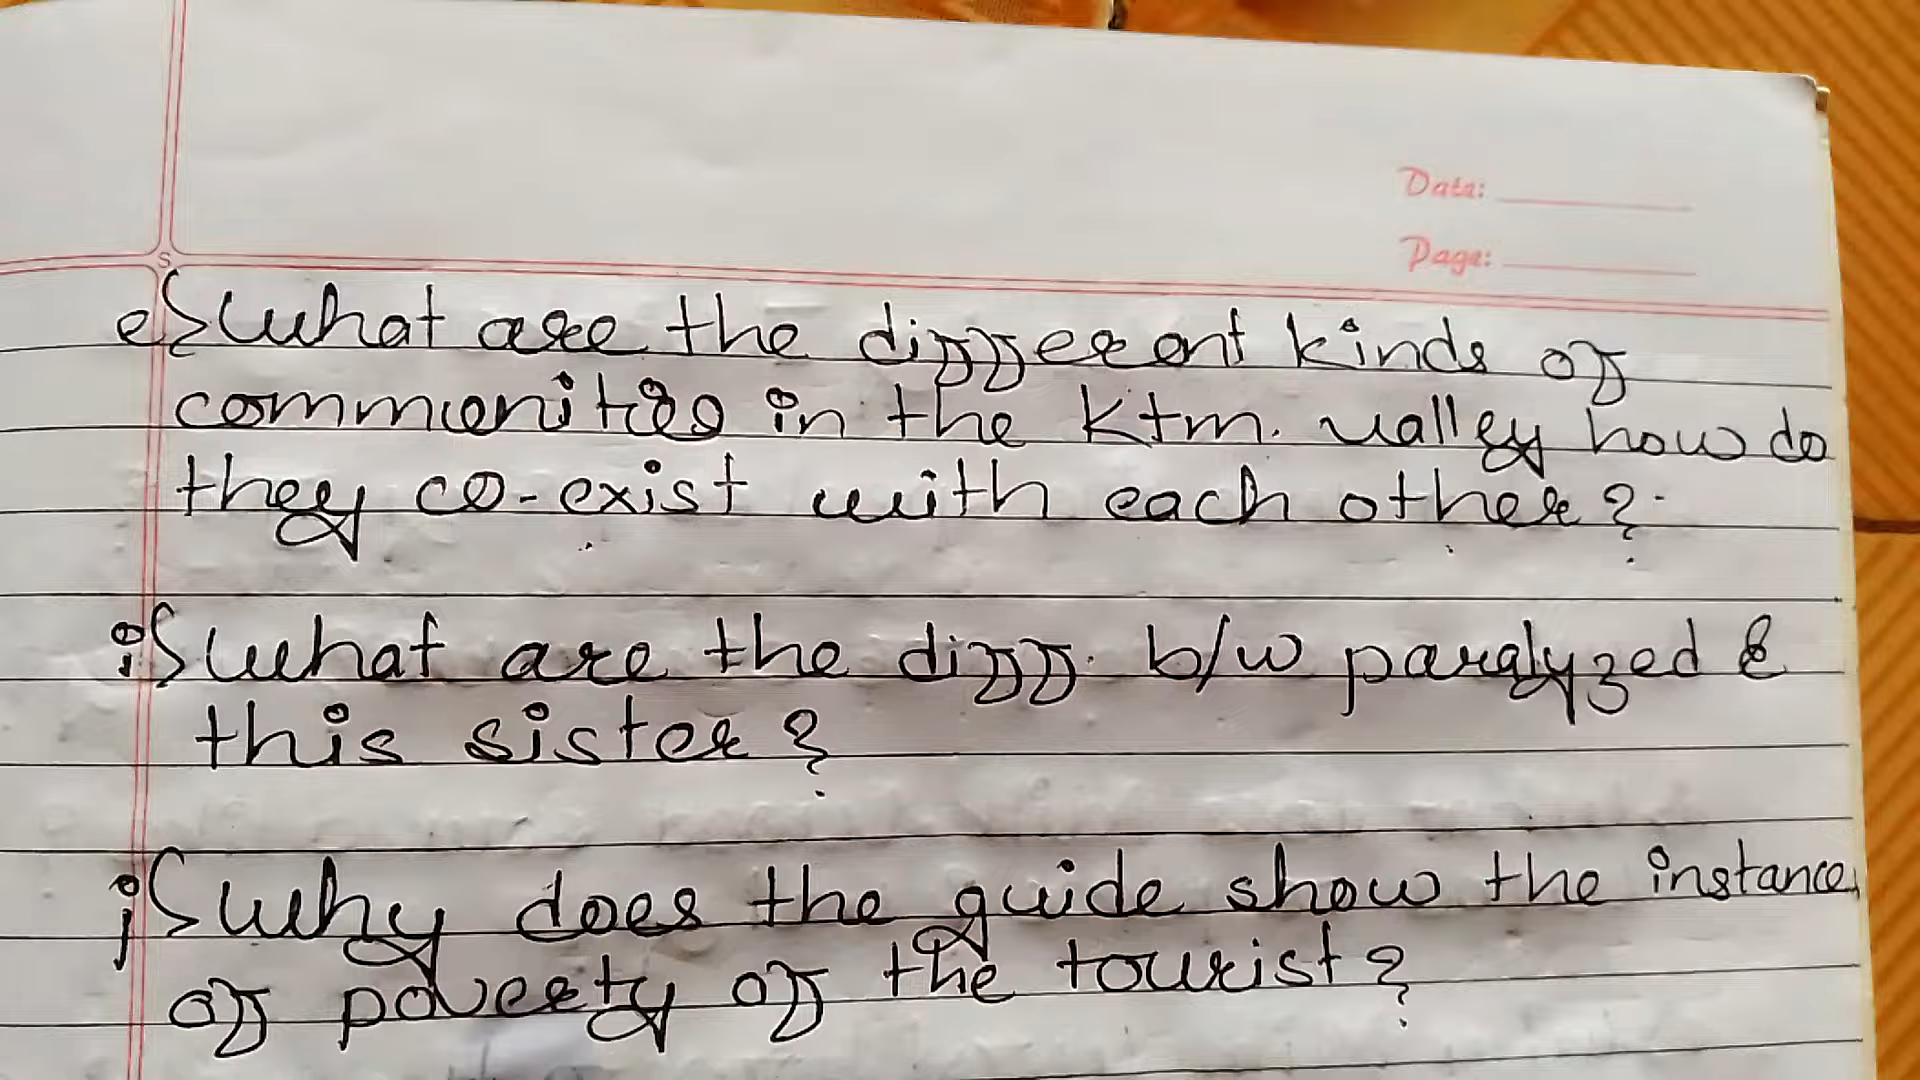 Date:
Page:
e) What are the different kinds of
communities in the Ktm. valley how do
they co-exist with each other?
i) what are the diff. b/w paralyzed &
this sister?
j) why does the guide show the instance
of poverty of the tourist?